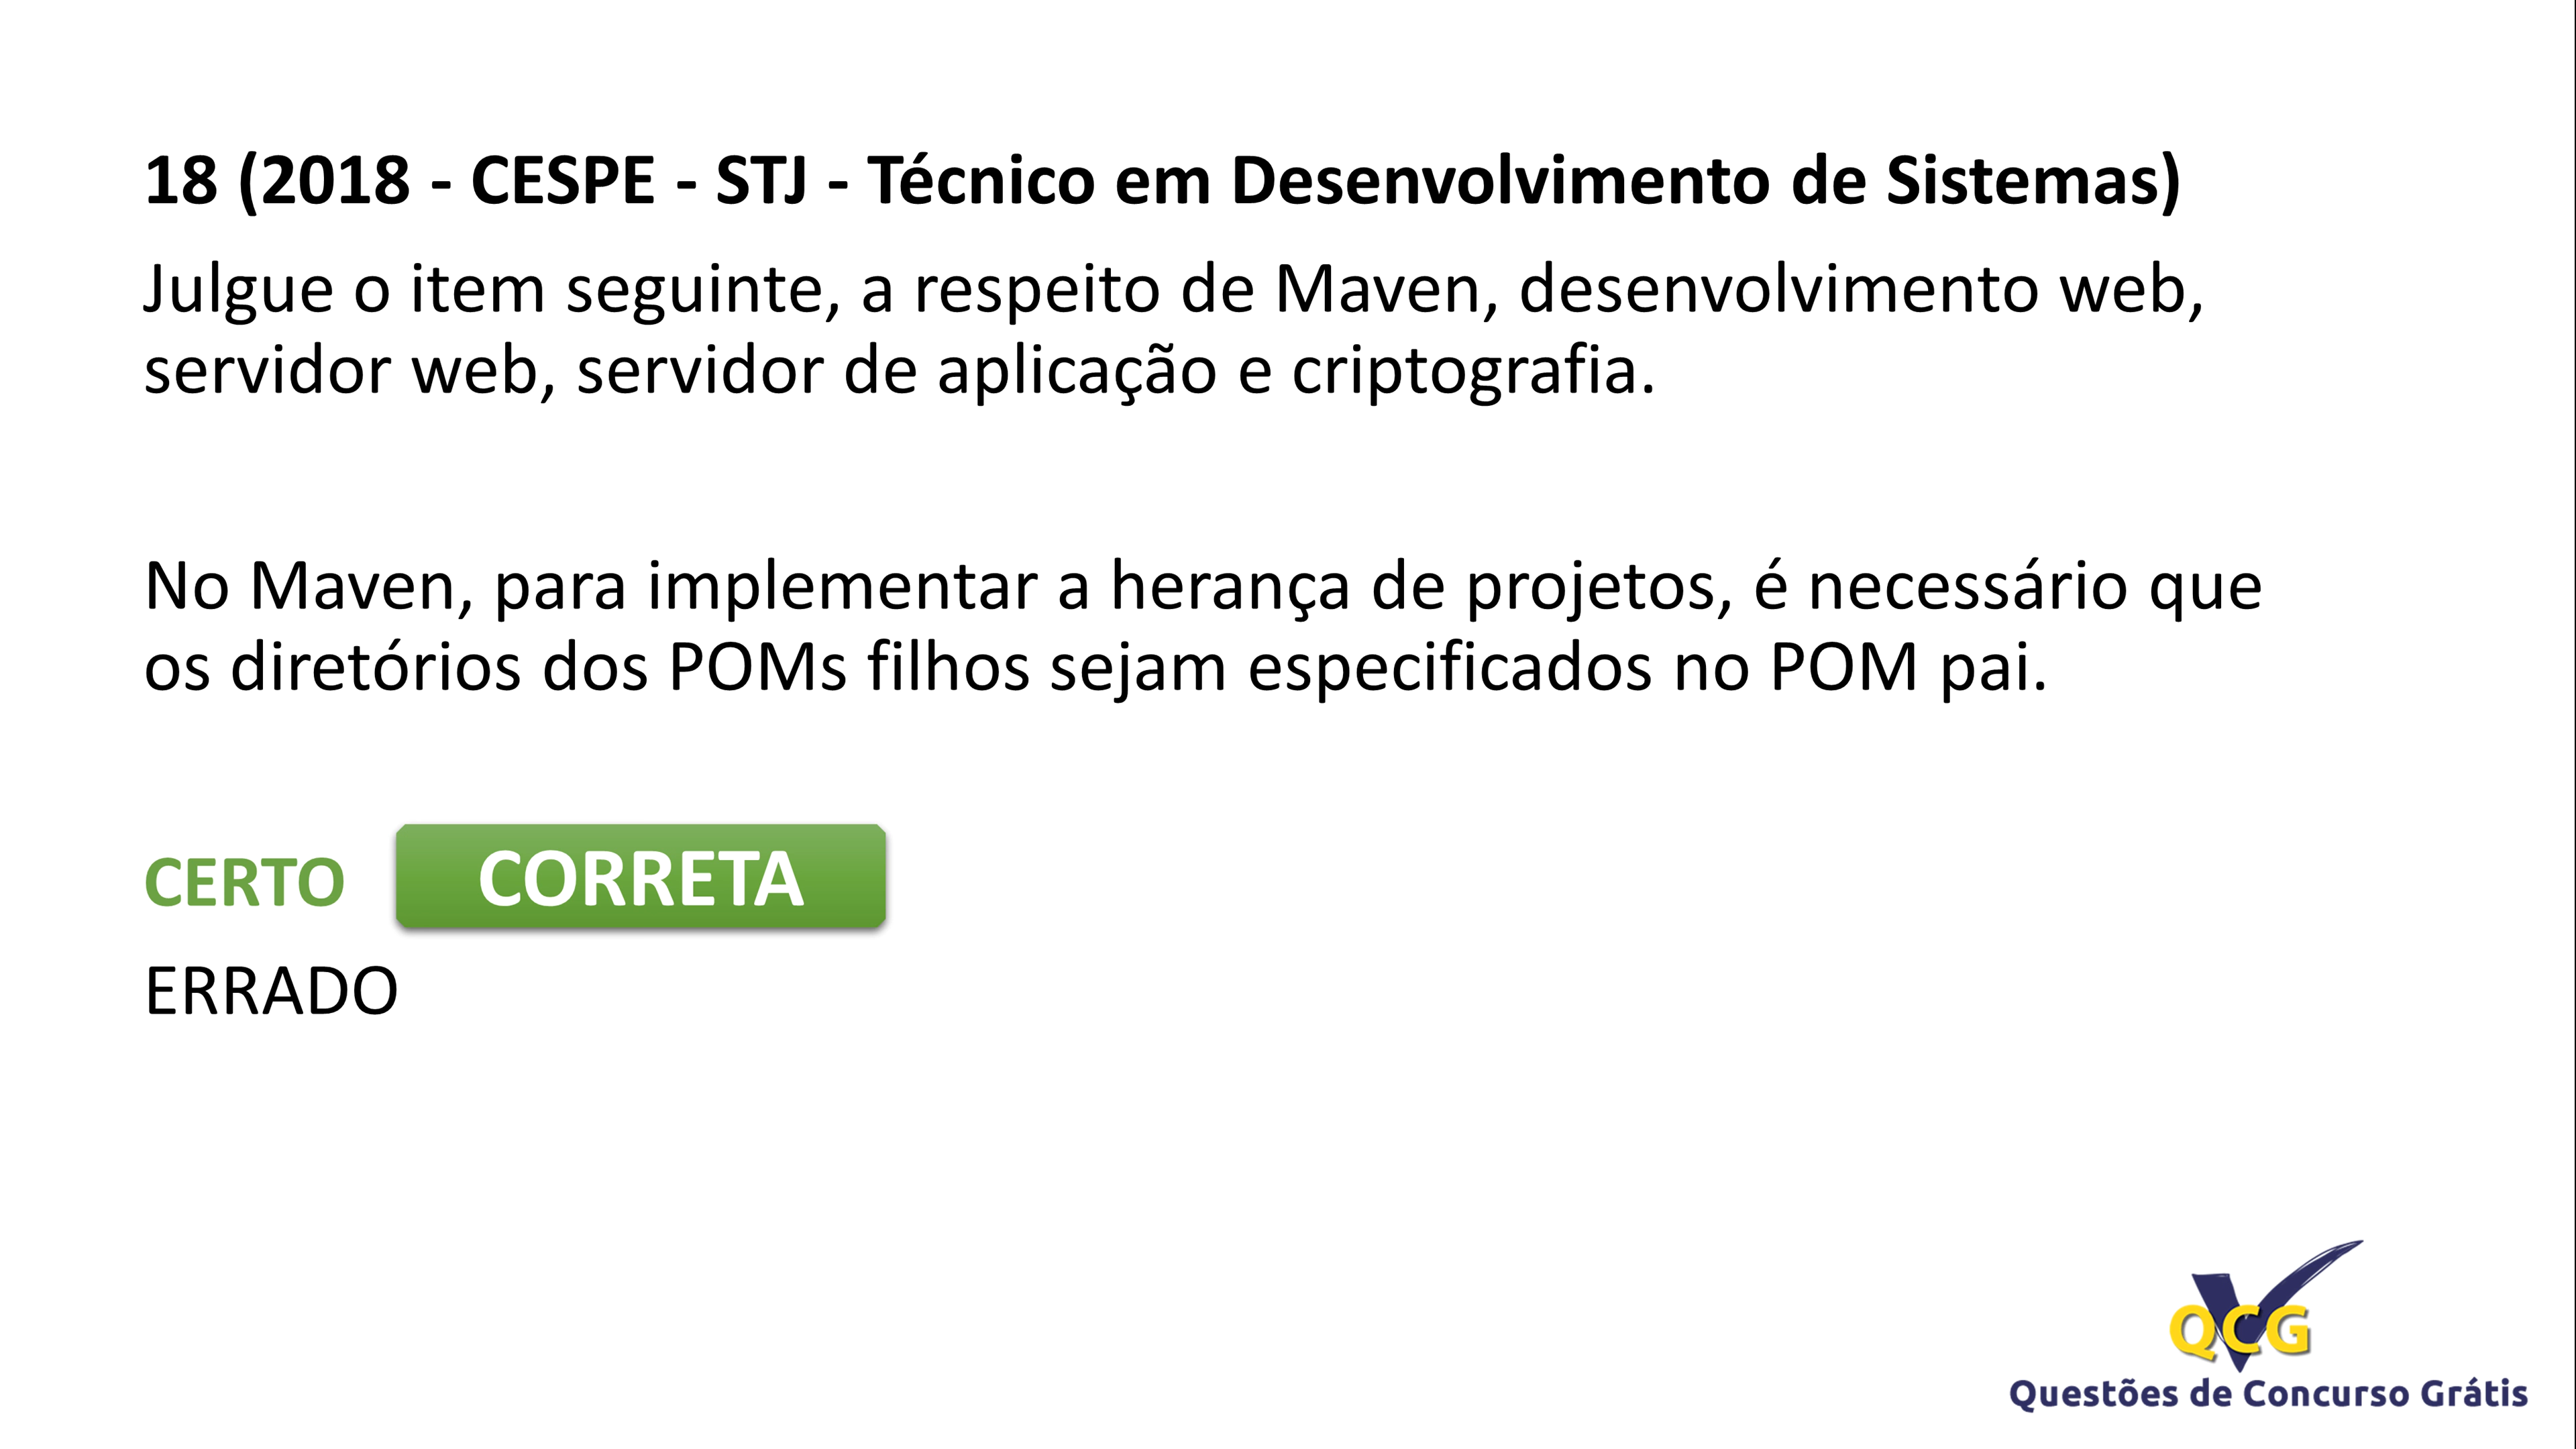 18 (2018 - CESPE - STJ - Técnico em Desenvolvimento de Sistemas)
Julgue o item seguinte, a respeito de Maven, desenvolvimento web,
servidor web, servidor de aplicação e criptografia.
No Maven, para implementar a herança de projetos, é necessário que
os diretórios dos POMs filhos sejam especificados no POM pai.
CERTO CORRETA
ERRADO
QCG
Questões de Concurso Grátis